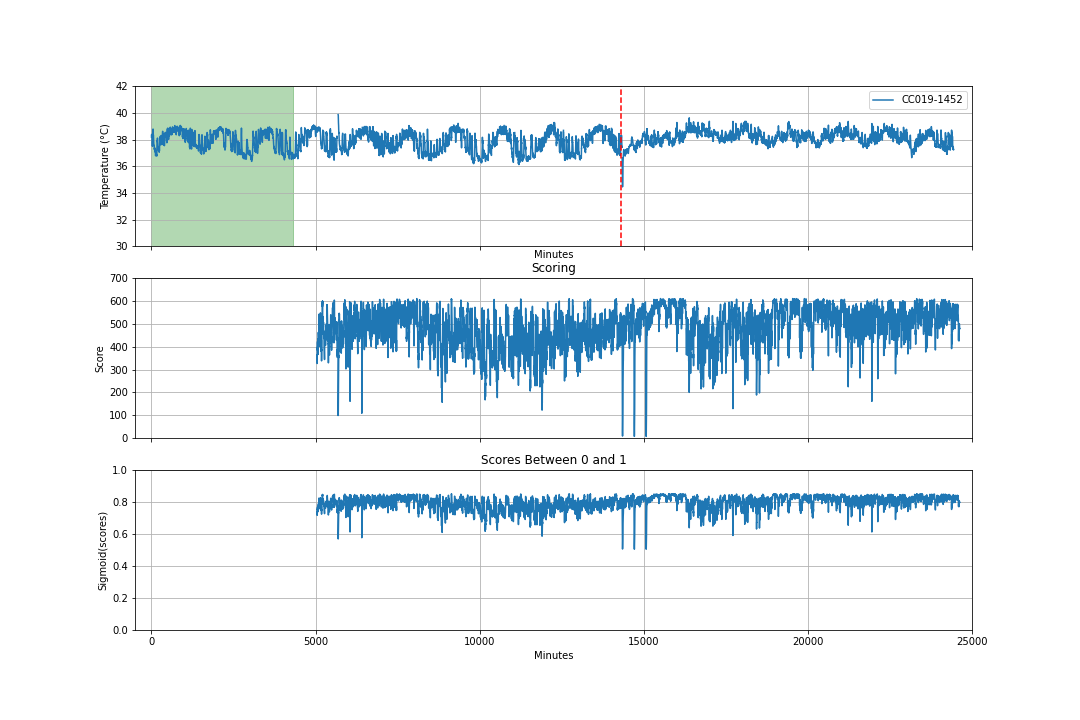 42
40
38
36
34
32
30
Temperature (°C)
CC019-1452
Minutes
Scoring
700
600
500
400
300
200
100
0
Score
Scores Between 0 and 1
1.0
0.8
0.6
0.4
0.2
0.0
Sigmoid(scores)
0 5000 10000 15000 20000 25000
Minutes